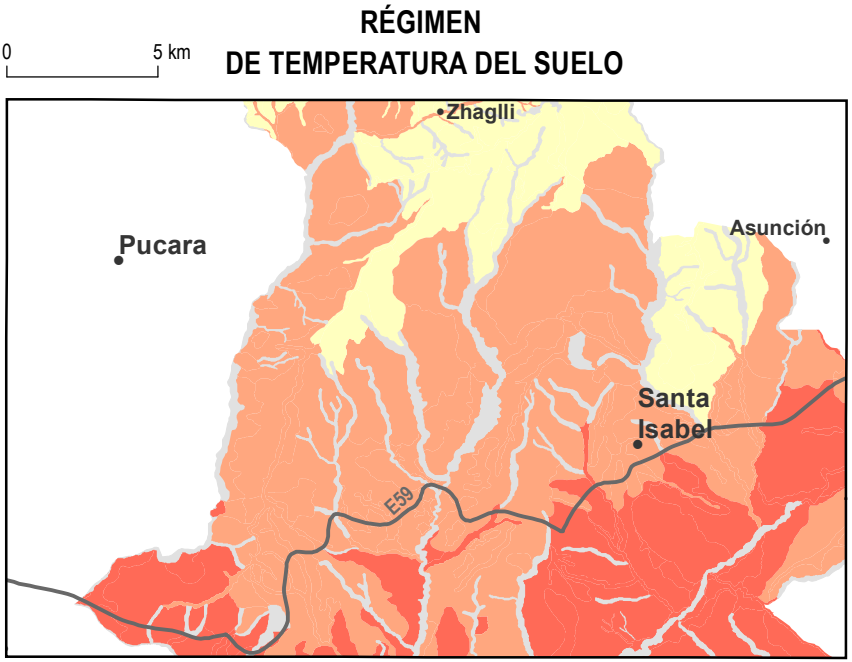 RÉGIMEN
DE TEMPERATURA DEL SUELO
0 5 km
Zhaglli
Asunción
Pucara
Santa
Isabel
E59